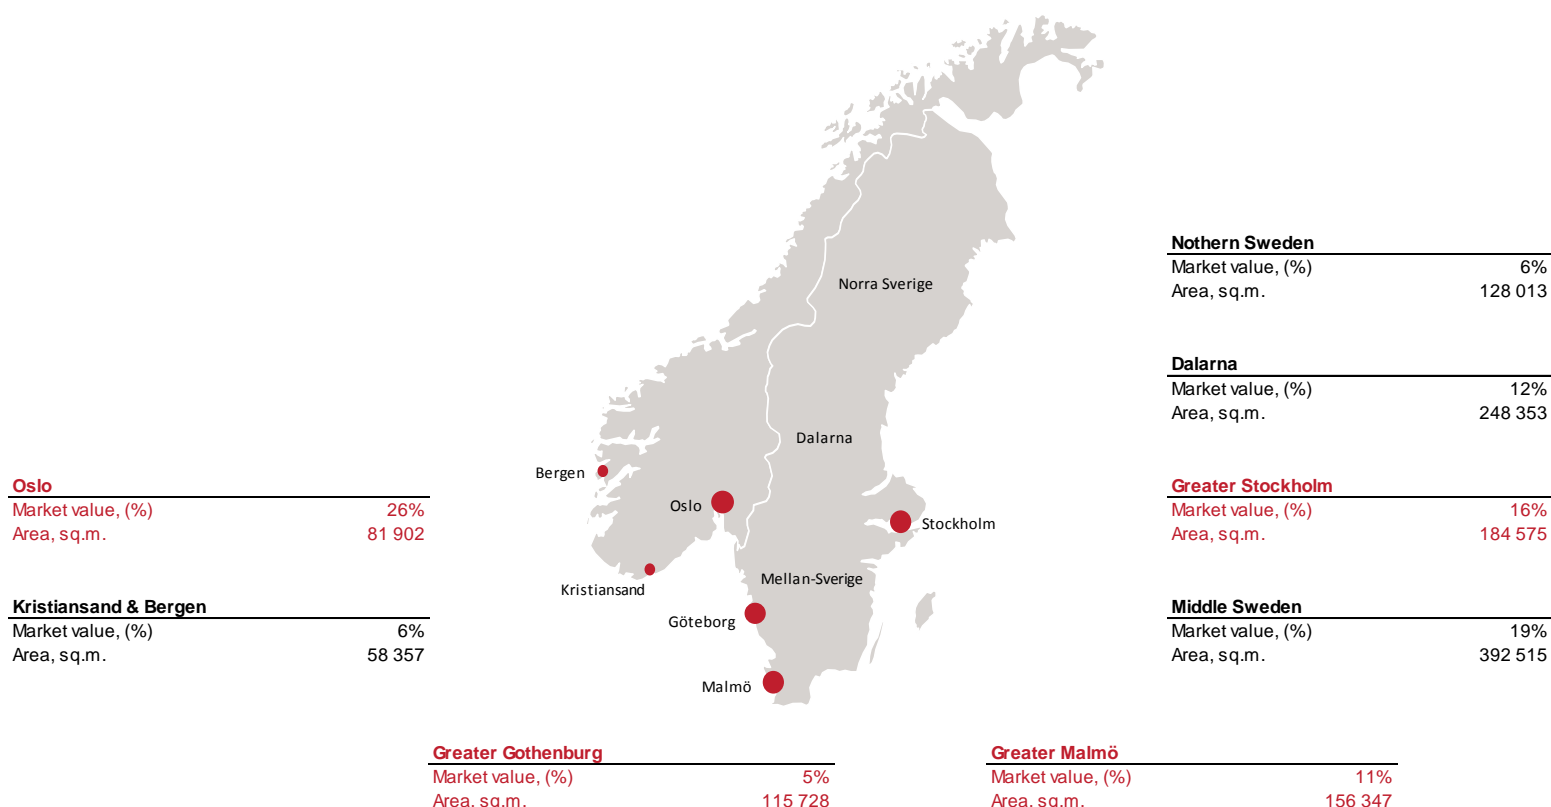 Nothern Sweden
Market value, (%) 6%
Area, sq.m. 128 013
Norra Sverige
Dalarna
Market value, (%) 12%
Area, sq.m. 248 353
Dalarna
Bergen
Oslo
Market value, (%) 26%
Area, sq.m. 81 902
Oslo
Stockholm
Greater Stockholm
Market value, (%) 16%
Area, sq.m. 184 575
Kristiansand
Mellan-Sverige
Göteborg
Malmö
Kristiansand & Bergen
Market value, (%) 6%
Area, sq.m. 58 357
Middle Sweden
Market value, (%) 19%
Area, sq.m. 392 515
Greater Gothenburg
Market value, (%) 5%
Area, sq.m. 115 728
Greater Malmö
Market value, (%) 11%
Area, sq.m. 156 347